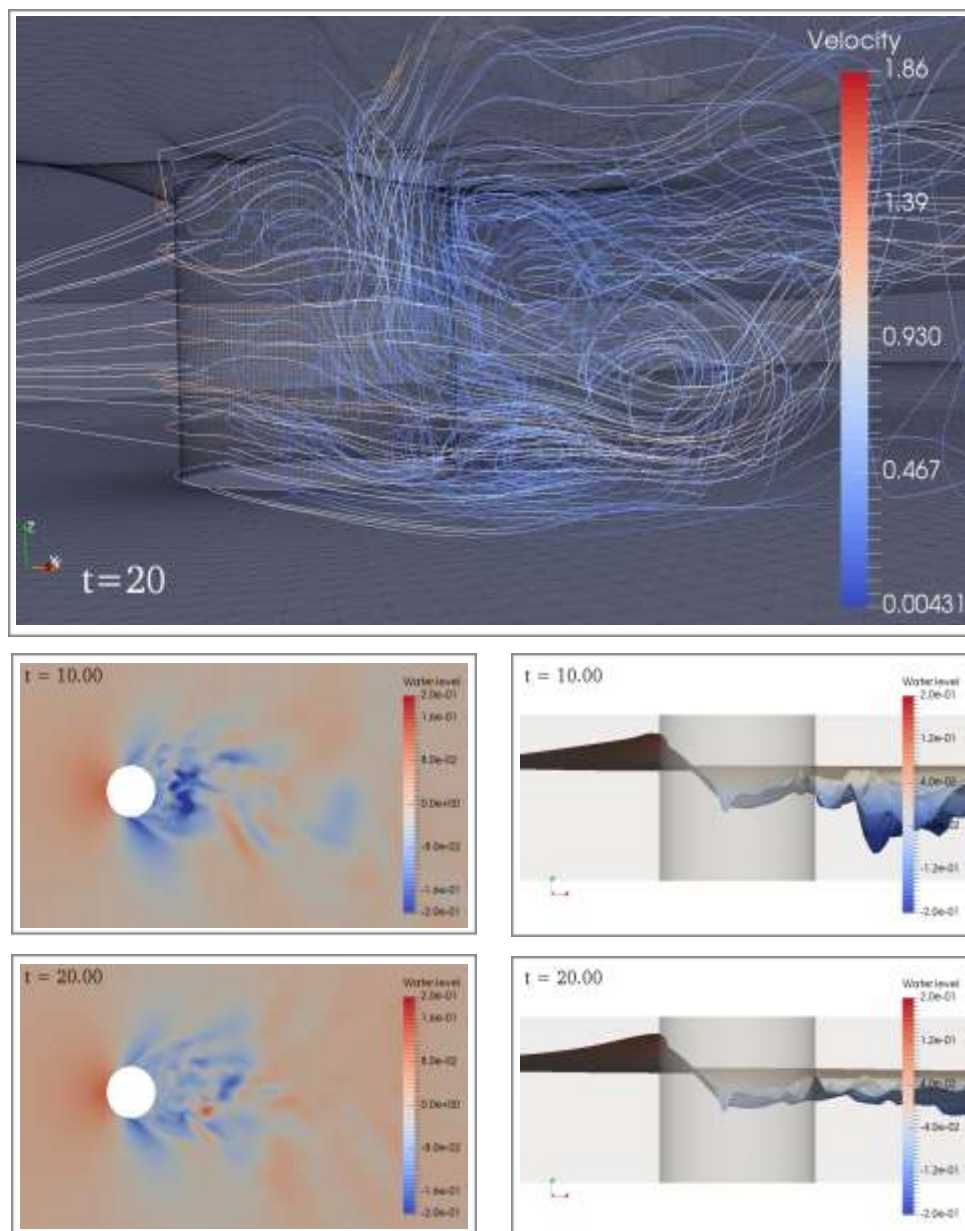 Velocity
1.86
1.39
0.930
0.467
0.00431
z
x
t=20
t = 10.00
Water level
2.0e-01
1.6e-01
8.0e-02
0.0e+00
-8.0e-02
-1.6e-01
-2.0e-01
t = 10.00
Water level
2.0e-01
1.2e-01
4.0e-02
-1.2e-01
-2.0e-01
t = 20.00
Water level
2.0e-01
1.6e-01
8.0e-02
0.0e+00
-8.0e-02
-1.6e-01
-2.0e-01
t = 20.00
Water level
2.0e-01
1.2e-01
4.0e-02
-4.0e-02
-1.2e-01
-2.0e-01